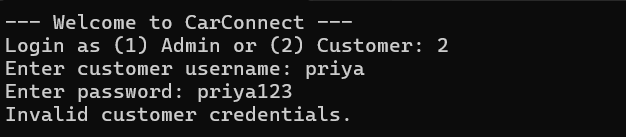 --- Welcome to CarConnect ---
Login as (1) Admin or (2) Customer: 2
Enter customer username: priya
Enter password: priya123
Invalid customer credentials.